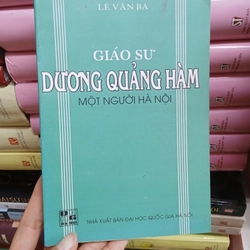 LÊ VĂN BA
GIÁO SƯ
DƯƠNG QUẢNG HÀM
MỘT NGƯỜI HÀ NỘI
NHÀ XUẤT BẢN ĐẠI HỌC QUỐC GIA HÀ NỘI